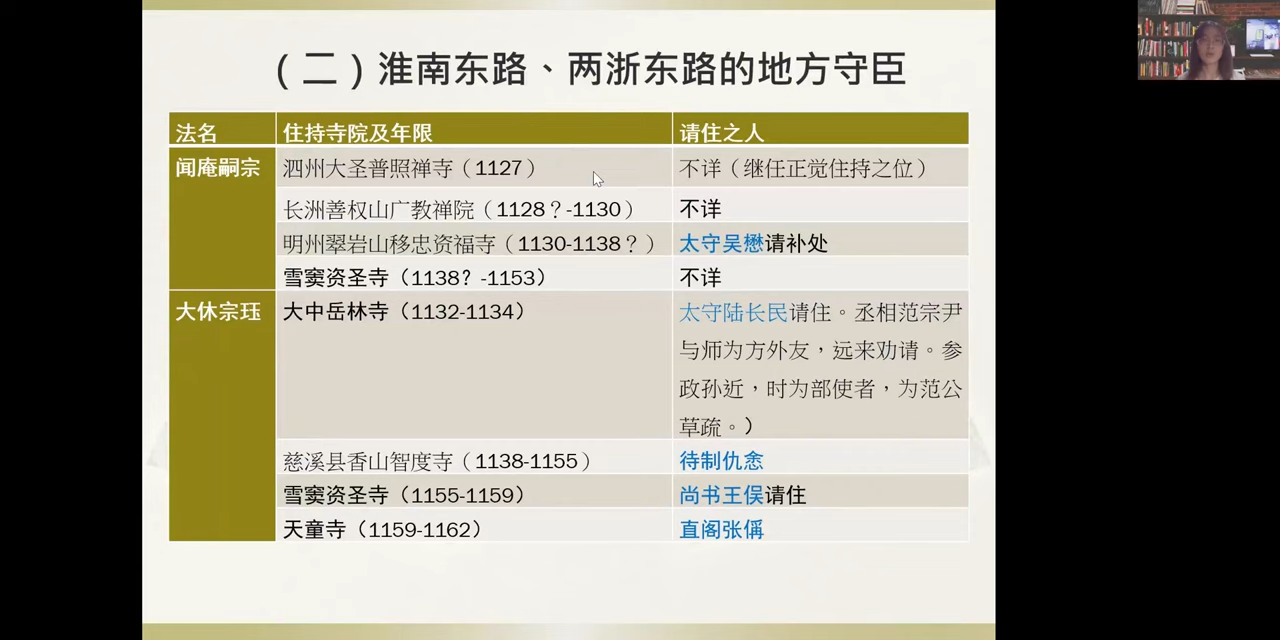 （二）淮南东路、两浙东路的地方守臣
法名 住持寺院及年限 请住之人
闻庵嗣宗 泗州大圣普照禅寺（1127） 不详（继任正觉住持之位）
长洲善权山广教禅院（1128？-1130） 不详
明州翠岩山移忠资福寺（1130-1138？） 太守吴懋请补处
雪窦资圣寺（1138？-1153） 不详
大休宗珏 大中岳林寺（1132-1134） 太守陆长民请住。丞相范宗尹
与师为方外友，远来劝请。参
政孙近，时为部使者，为范公
草疏。）
慈溪县香山智度寺（1138-1155） 待制仇悆
雪窦资圣寺（1155-1159） 尚书王俣请住
天童寺（1159-1162） 直阁张偁